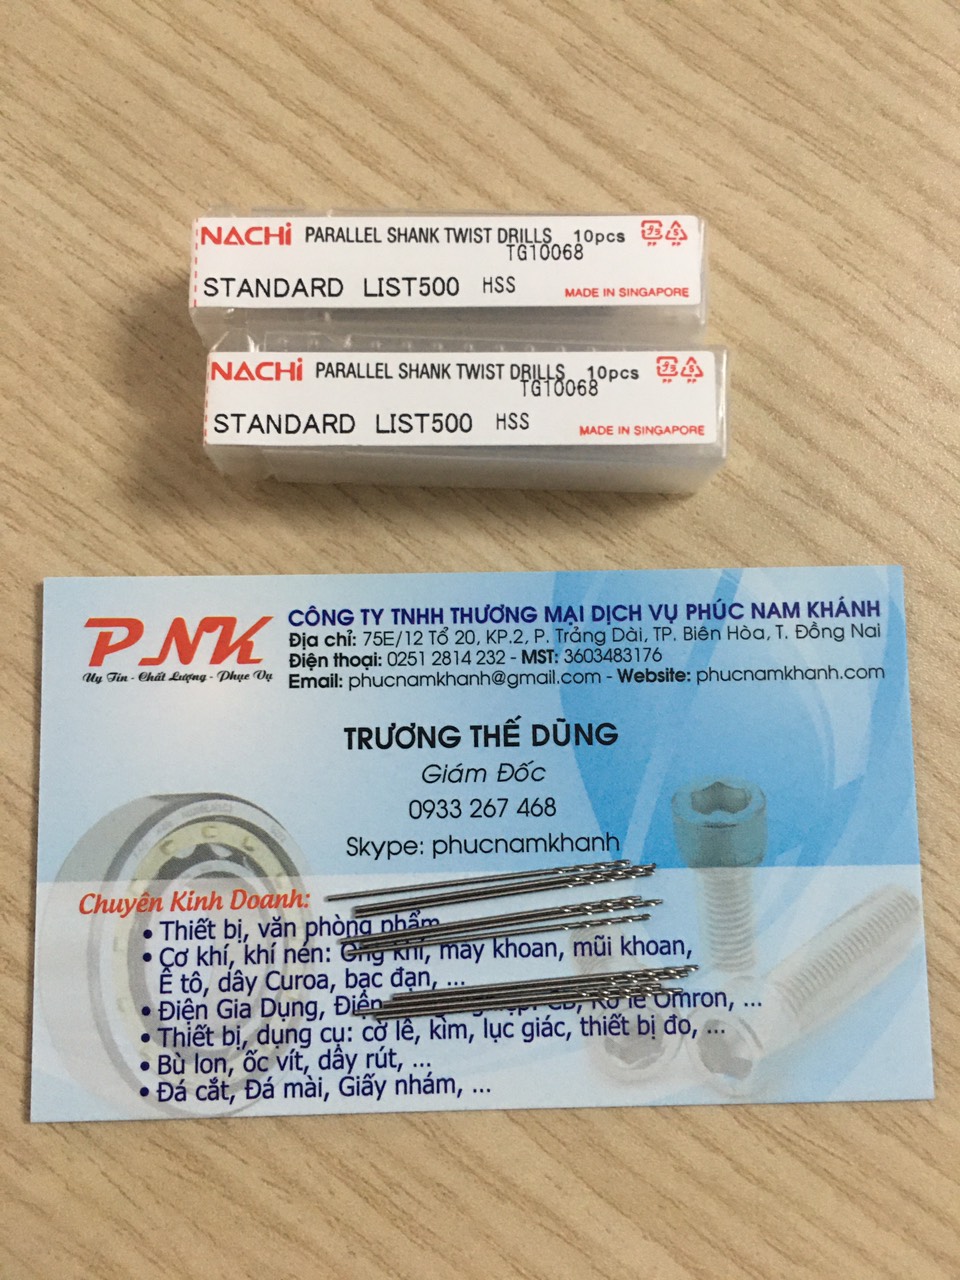 NACHi PARALLEL SHANK TWIST DRILLS 10pcs
TG10068
STANDARD LIST500 HSS MADE IN SINGAPORE
NACHi PARALLEL SHANK TWIST DRILLS 10pcs
TG10068
STANDARD LIST500 HSS MADE IN SINGAPORE
PNK
Uy Tín - Chất Lượng - Phục Vụ
CÔNG TY TNHH THƯƠNG MẠI DỊCH VỤ PHÚC NAM KHÁNH
Địa chỉ: 75E/12 Tổ 20, KP.2, P. Trảng Dài, TP. Biên Hòa, T. Đồng Nai
Điện thoại: 0251 2814 232 - MST: 3603483176
Email: phucnamkhanh@gmail.com - Website: phucnamkhanh.com
TRƯƠNG THẾ DŨNG
Giám Đốc
0933 267 468
Skype: phucnamkhanh
Chuyên Kinh Doanh:
• Thiết bị, văn phòng phẩm
• Cơ khí, khí nén: Ống khí, máy khoan, mũi khoan,
Ê tô, dây Curoa, bạc đạn, ...
• Điện Gia Dụng, Điện CB, Rơ le Omron, ...
• Thiết bị, dụng cụ: cờ lê, kìm, lục giác, thiết bị đo, ...
• Bù lon, ốc vít, dây rút, ...
• Đá cắt, Đá mài, Giấy nhám, ...